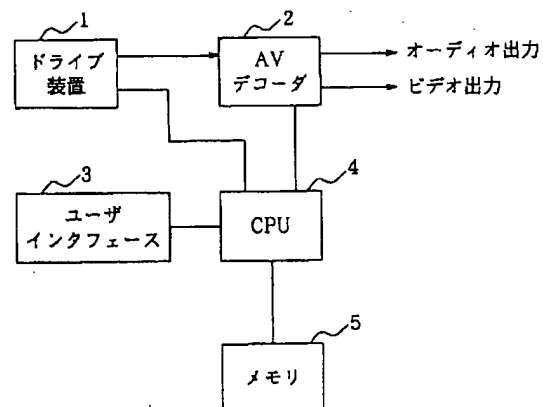 1
ドライブ
装置
2
AV
デコーダ
オーディオ出力
ビデオ出力
3
ユーザ
インタフェース
4
CPU
5
メモリ